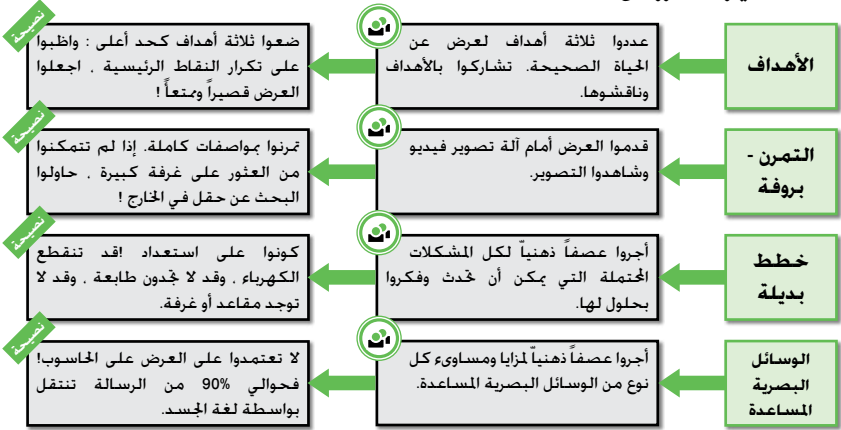 الأهداف
عددوا ثلاثة أهداف لعرض عن
الحياة الصحيحة. تشاركوا بالأهداف
وناقشوها.
نصيحة
ضعوا ثلاثة أهداف كحد أعلى : واظبوا
على تكرار النقاط الرئيسية . اجعلوا
العرض قصيراً وممتعاً !
التمرن -
بروفة
قدموا العرض أمام آلة تصوير فيديو
وشاهدوا التصوير.
نصيحة
تمرنوا بمواصفات كاملة. إذا لم تتمكنوا
من العثور على غرفة كبيرة . حاولوا
البحث عن حقل في الخارج !
خطط
بديلة
أجروا عصفاً ذهنياً لكل المشكلات
المحتملة التي يمكن أن تحدث وفكروا
بحلول لها.
نصيحة
كونوا على استعداد !قد تنقطع
الكهرباء . وقد لا تجدون طابعة . وقد لا
توجد مقاعد أو غرفة.
الوسائل
البصرية
المساعدة
أجروا عصفاً ذهنياً لمزايا ومساوىء كل
نوع من الوسائل البصرية المساعدة.
نصيحة
لا تعتمدوا على العرض على الحاسوب!
فحوالي 90% من الرسالة تنتقل
بواسطة لغة الجسد.